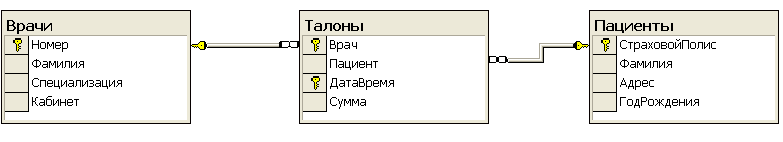 Врачи
Номер
Фамилия
Специализация
Кабинет
Талоны
Врач
Пациент
ДатаВремя
Сумма
Пациенты
СтраховойПолис
Фамилия
Адрес
ГодРождения